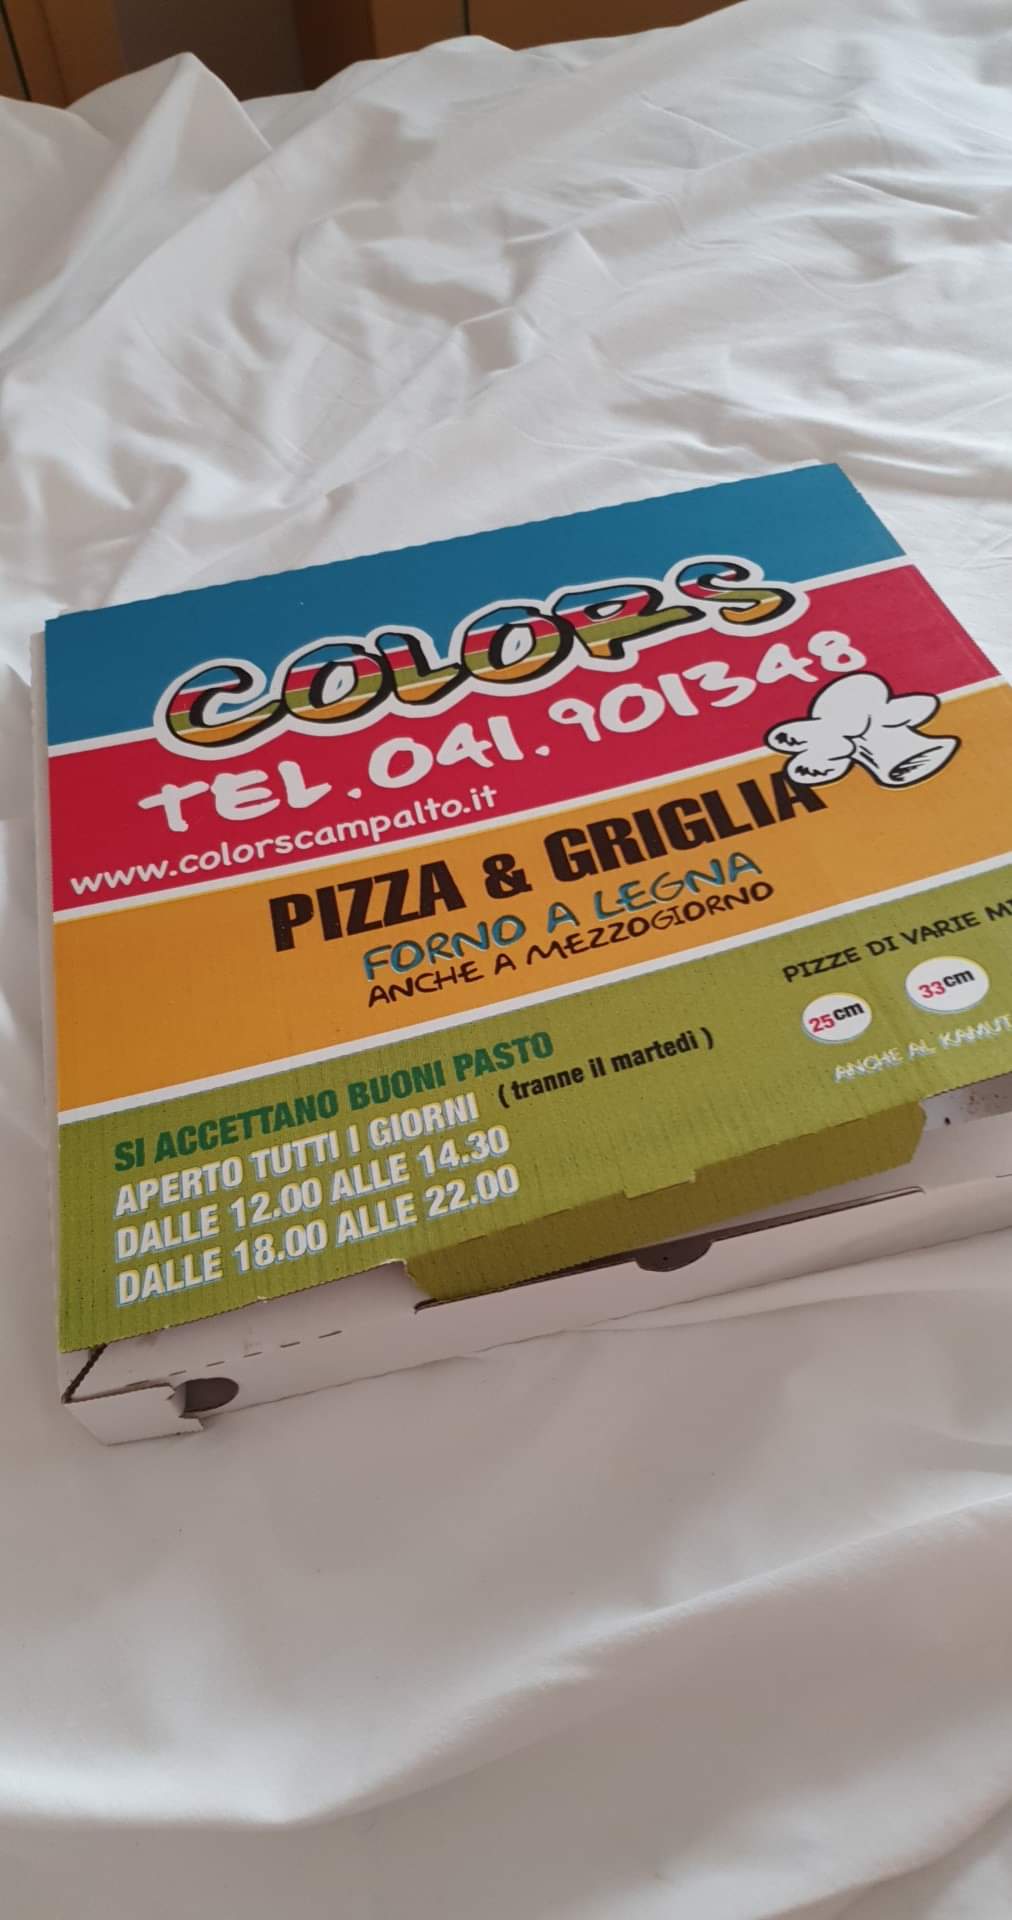 COLORS
TEL. 041.901348
www.colorscampalto.it
PIZZA & GRIGLIA
FORNO A LEGNA
ANCHE A MEZZOGIORNO
SI ACCETTANO BUONI PASTO
APERTO TUTTI I GIORNI (tranne il martedì)
DALLE 12.00 ALLE 14.30
DALLE 18.00 ALLE 22.00
PIZZE DI VARIE
25cm
33cm
ANCHE AL KAMUT